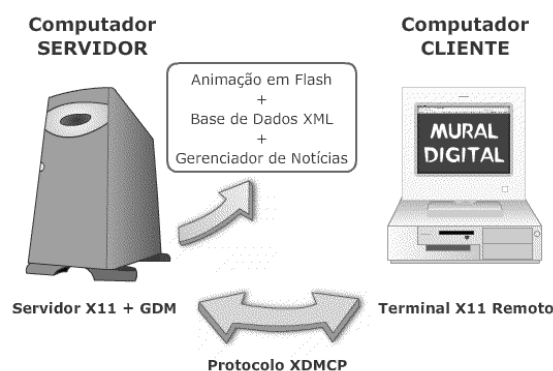 Computador
SERVIDOR
Computador
CLIENTE
Animação em Flash
+
Base de Dados XML
+
Gerenciador de Notícias
MURAL
DIGITAL
Servidor X11 + GDM
Terminal X11 Remoto
Protocolo XDMCP